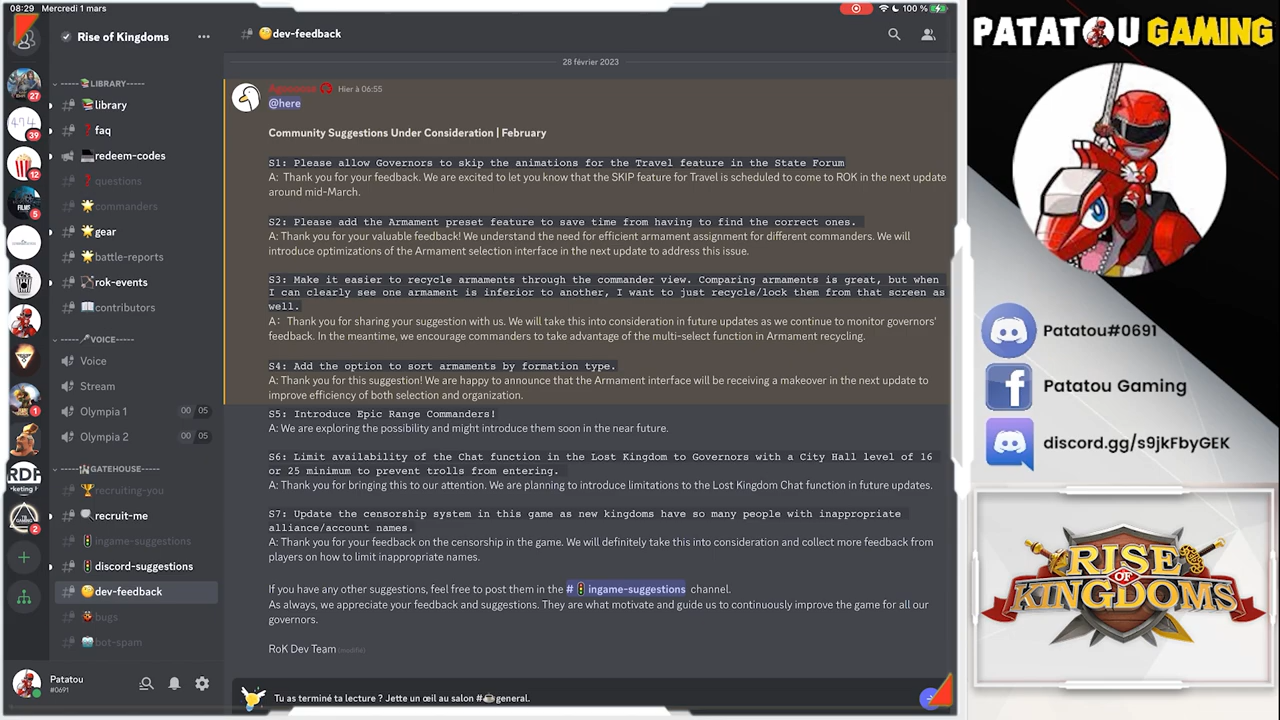 08:29 Mercredi 1 mars
100 %
Rise of Kingdoms
dev-feedback
28 février 2023
LIBRARY
library
faq
redeem-codes
questions
commanders
gear
battle-reports
rok-events
contributors
VOICE
Voice
Stream
Olympia 1 00 05
Olympia 2 00 05
GATEHOUSE
recruiting-you
recruit-me
ingame-suggestions
discord-suggestions
dev-feedback
bugs
bot-spam
Patatou
#0691
27
39
12
5
1
2
Hier à 06:55
@here
Community Suggestions Under Consideration | February
S1: Please allow Governors to skip the animations for the Travel feature in the State Forum
A: Thank you for your feedback. We are excited to let you know that the SKIP feature for Travel is scheduled to come to ROK in the next update
around mid-March.
S2: Please add the Armament preset feature to save time from having to find the correct ones.
A: Thank you for your valuable feedback! We understand the need for efficient armament assignment for different commanders. We will
introduce optimizations of the Armament selection interface in the next update to address this issue.
S3: Make it easier to recycle armaments through the commander view. Comparing armaments is great, but when
I can clearly see one armament is inferior to another, I want to just recycle/lock them from that screen as
well.
A: Thank you for sharing your suggestion with us. We will take this into consideration in future updates as we continue to monitor governors'
feedback. In the meantime, we encourage commanders to take advantage of the multi-select function in Armament recycling.
S4: Add the option to sort armaments by formation type.
A: Thank you for this suggestion! We are happy to announce that the Armament interface will be receiving a makeover in the next update to
improve efficiency of both selection and organization.
S5: Introduce Epic Range Commanders!
A: We are exploring the possibility and might introduce them soon in the near future.
S6: Limit availability of the Chat function in the Lost Kingdom to Governors with a City Hall level of 16
or 25 minimum to prevent trolls from entering.
A: Thank you for bringing this to our attention. We are planning to introduce limitations to the Lost Kingdom Chat function in future updates.
S7: Update the censorship system in this game as new kingdoms have so many people with inappropriate
alliance/account names.
A: Thank you for your feedback on the censorship in the game. We will definitely take this into consideration and collect more feedback from
players on how to limit inappropriate names.
If you have any other suggestions, feel free to post them in the # ingame-suggestions channel.
As always, we appreciate your feedback and suggestions. They are what motivate and guide us to continuously improve the game for all our
governors.
RoK Dev Team (modifié)
Tu as terminé ta lecture ? Jette un œil au salon # general.
PATATOU GAMING
Patatou#0691
Patatou Gaming
discord.gg/s9jkFbyGEK
RISE
OF
KINGDOMS